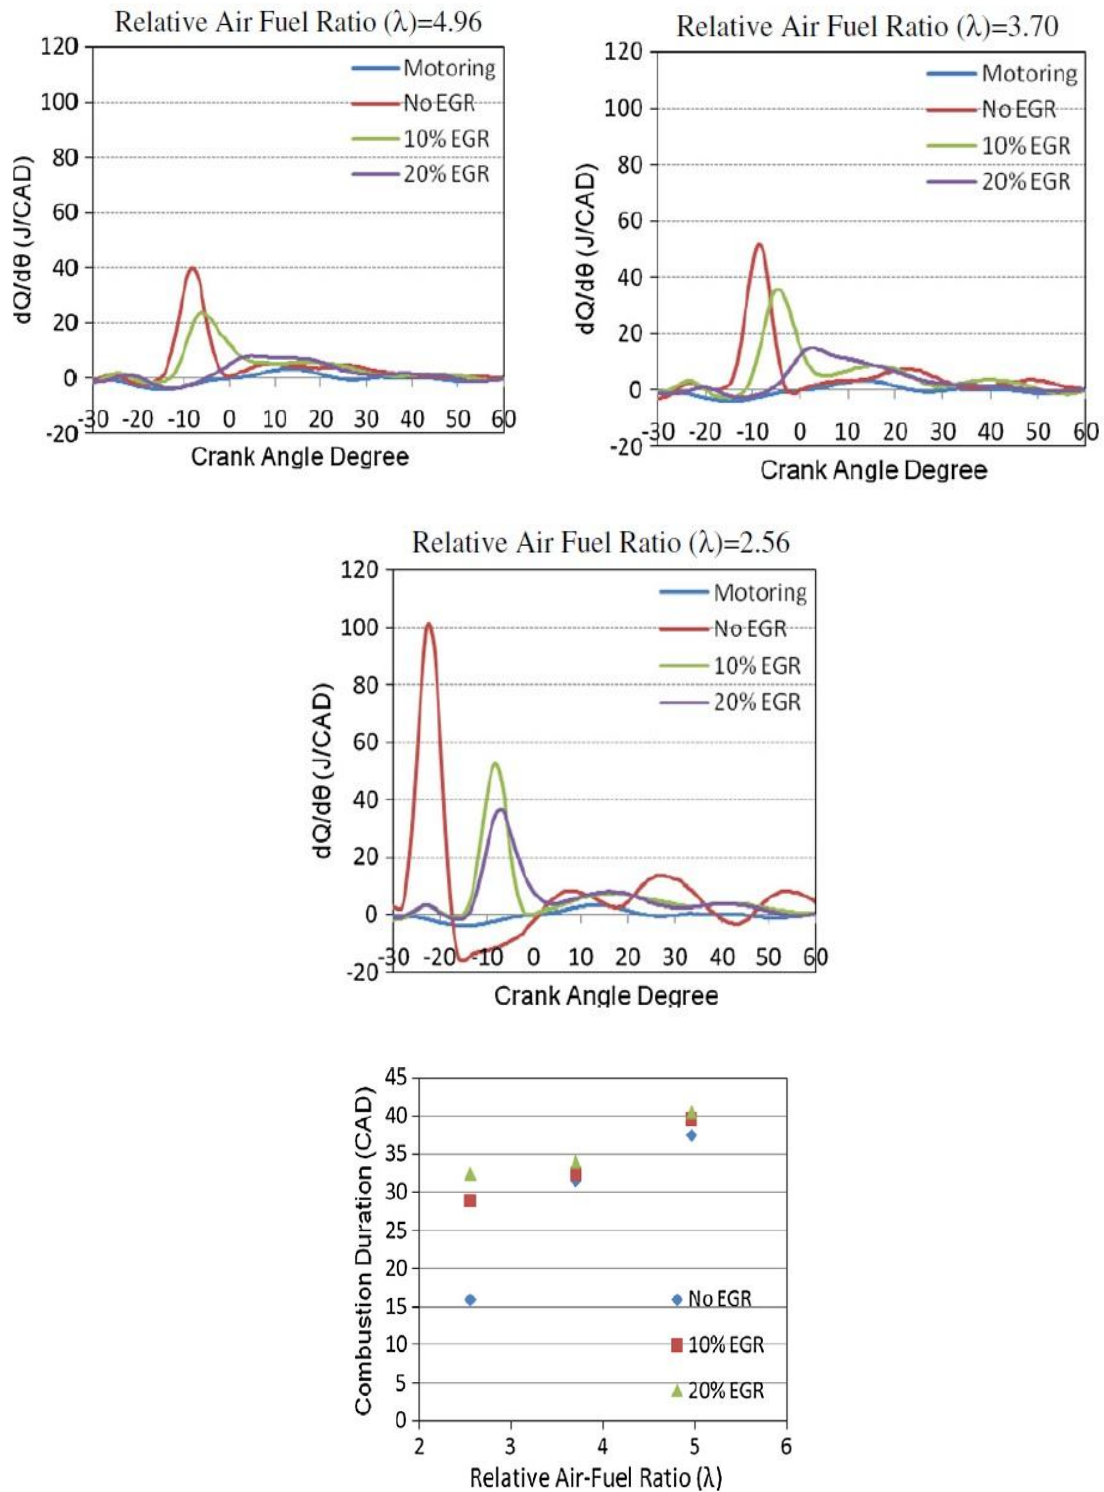 Relative Air Fuel Ratio (λ)=4.96
120
100
80
60
40
20
0
-20
dQ/dθ (J/CAD)
Motoring
No EGR
10% EGR
20% EGR
-30 -20 -10 0 10 20 30 40 50 60
Crank Angle Degree
Relative Air Fuel Ratio (λ)=3.70
120
100
80
60
40
20
0
-20
dQ/dθ (J/CAD)
Motoring
No EGR
10% EGR
20% EGR
-30 -20 -10 0 10 20 30 40 50 60
Crank Angle Degree
Relative Air Fuel Ratio (λ)=2.56
120
100
80
60
40
20
0
-20
dQ/dθ (J/CAD)
Motoring
No EGR
10% EGR
20% EGR
-30 -20 -10 0 10 20 30 40 50 60
Crank Angle Degree
45
40
35
30
25
20
15
10
5
0
Combustion Duration (CAD)
No EGR
10% EGR
20% EGR
2 3 4 5 6
Relative Air-Fuel Ratio (λ)